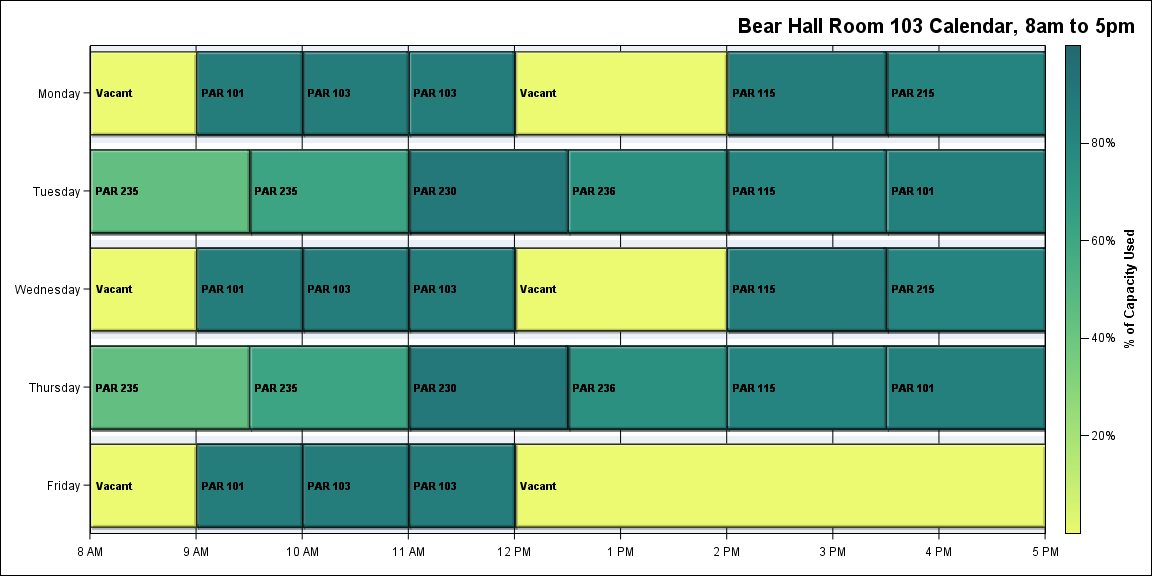 Bear Hall Room 103 Calendar, 8am to 5pm
Monday
Vacant
PAR 101
PAR 103
PAR 103
Vacant
PAR 115
PAR 215
Tuesday
PAR 235
PAR 235
PAR 230
PAR 236
PAR 115
PAR 101
Wednesday
Vacant
PAR 101
PAR 103
PAR 103
Vacant
PAR 115
PAR 215
Thursday
PAR 235
PAR 235
PAR 230
PAR 236
PAR 115
PAR 101
Friday
Vacant
PAR 101
PAR 103
PAR 103
Vacant
8 AM
9 AM
10 AM
11 AM
12 PM
1 PM
2 PM
3 PM
4 PM
5 PM
80%
60%
40%
20%
% of Capacity Used